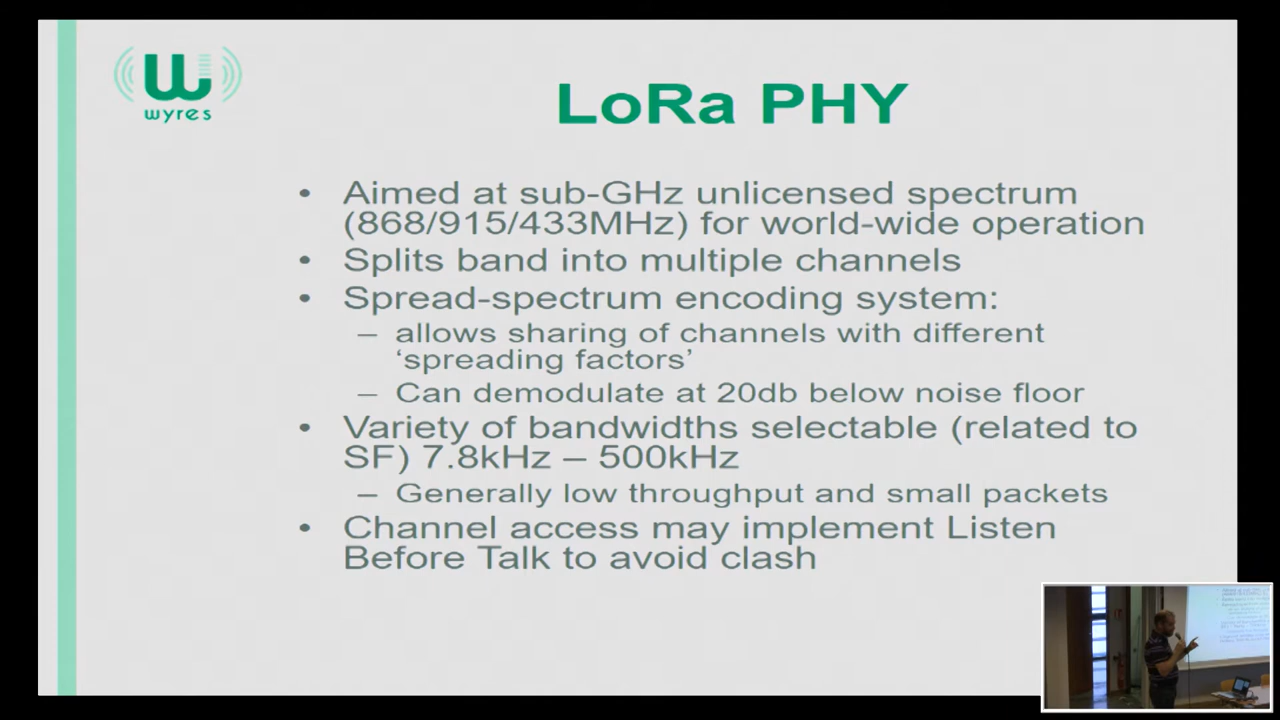 wyres
LoRa PHY
• Aimed at sub-GHz unlicensed spectrum
(868/915/433MHz) for world-wide operation
• Splits band into multiple channels
• Spread-spectrum encoding system:
– allows sharing of channels with different
‘spreading factors’
– Can demodulate at 20db below noise floor
• Variety of bandwidths selectable (related to
SF) 7.8kHz – 500kHz
– Generally low throughput and small packets
• Channel access may implement Listen
Before Talk to avoid clash